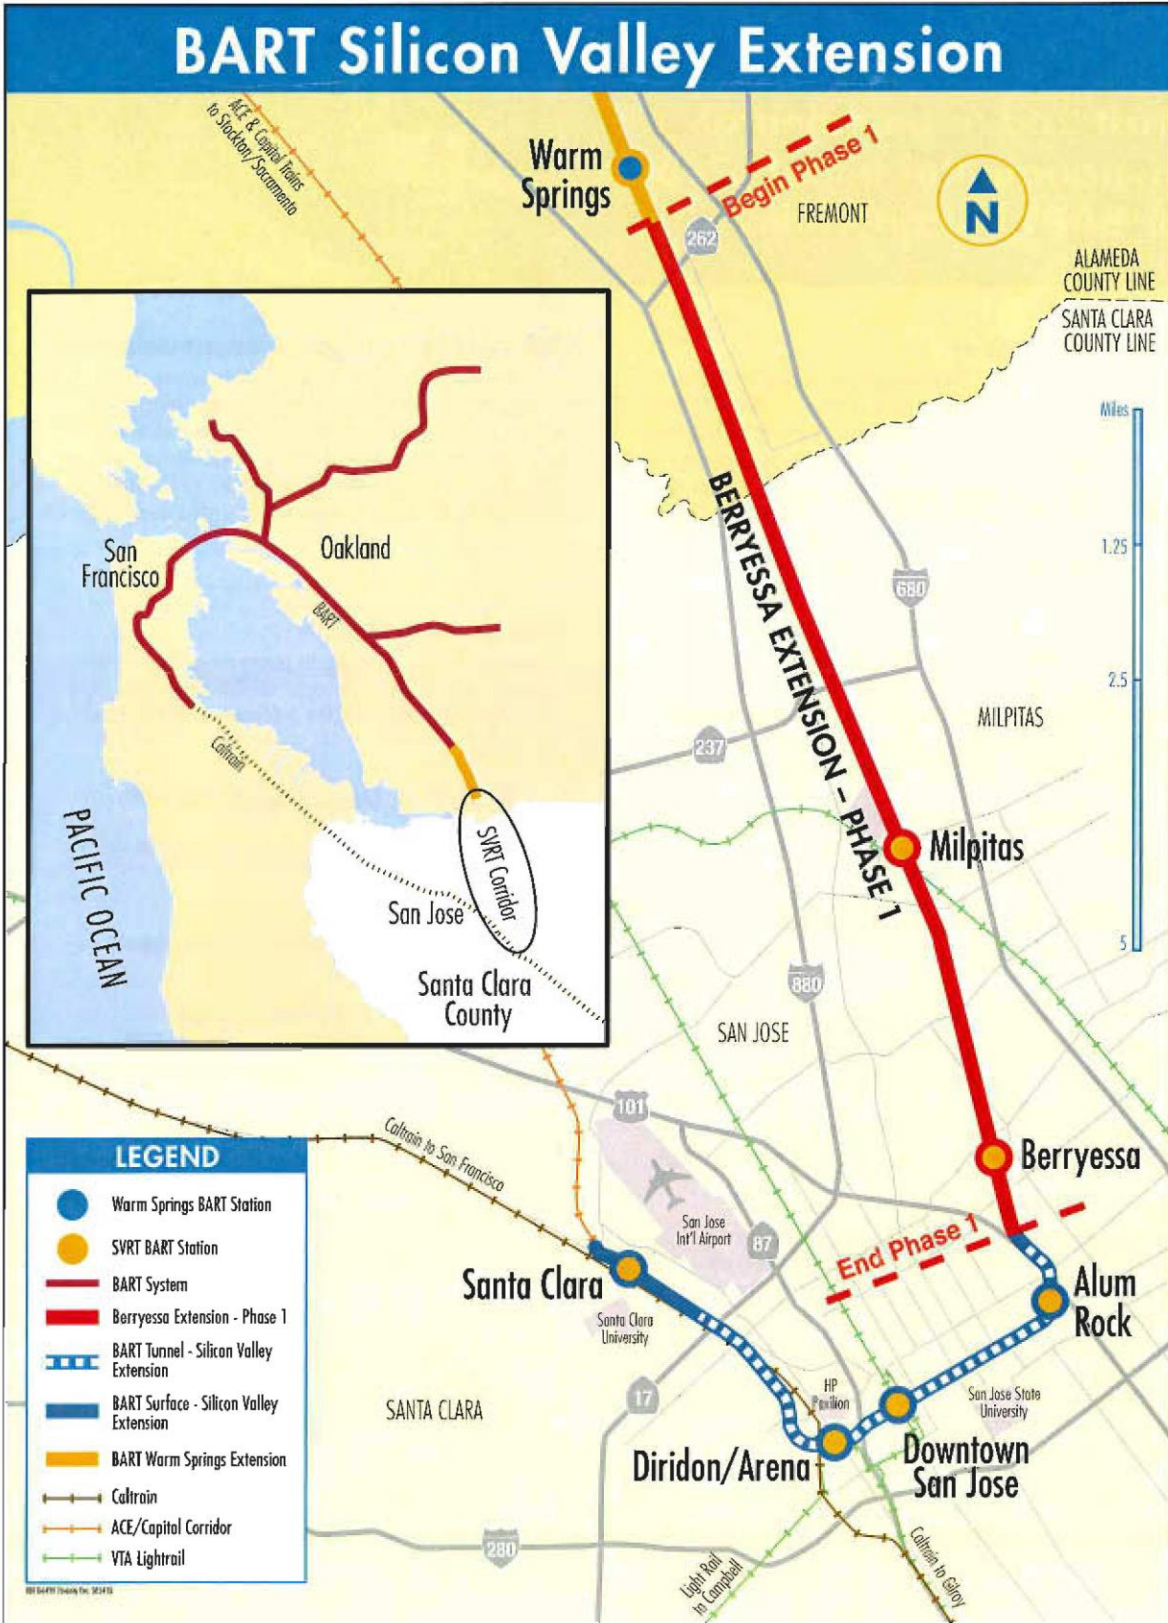 BART Silicon Valley Extension
ACE & Capitol Trains
to Stockton/Sacramento
Warm
Springs
Begin Phase 1
FREMONT
N
262
ALAMEDA
COUNTY LINE
SANTA CLARA
COUNTY LINE
Miles
1.25
2.5
5
BERRYESSA EXTENSION – PHASE 1
680
237
MILPITAS
Milpitas
880
SAN JOSE
San
Francisco
Oakland
BART
Caltrain
PACIFIC OCEAN
SVRT Corridor
San Jose
Santa Clara
County
101
Caltrain to San Francisco
San Jose
Int'l Airport
87
Berryessa
End Phase 1
Santa Clara
Santa Clara
University
Alum
Rock
HP
Pavilion
San Jose State
University
17
SANTA CLARA
Diridon/Arena
Downtown
San Jose
280
Light Rail
to Campbell
Caltrain to Gilroy
LEGEND
Warm Springs BART Station
SVRT BART Station
BART System
Berryessa Extension - Phase 1
BART Tunnel - Silicon Valley
Extension
BART Surface - Silicon Valley
Extension
BART Warm Springs Extension
Caltrain
ACE/Capitol Corridor
VTA Lightrail